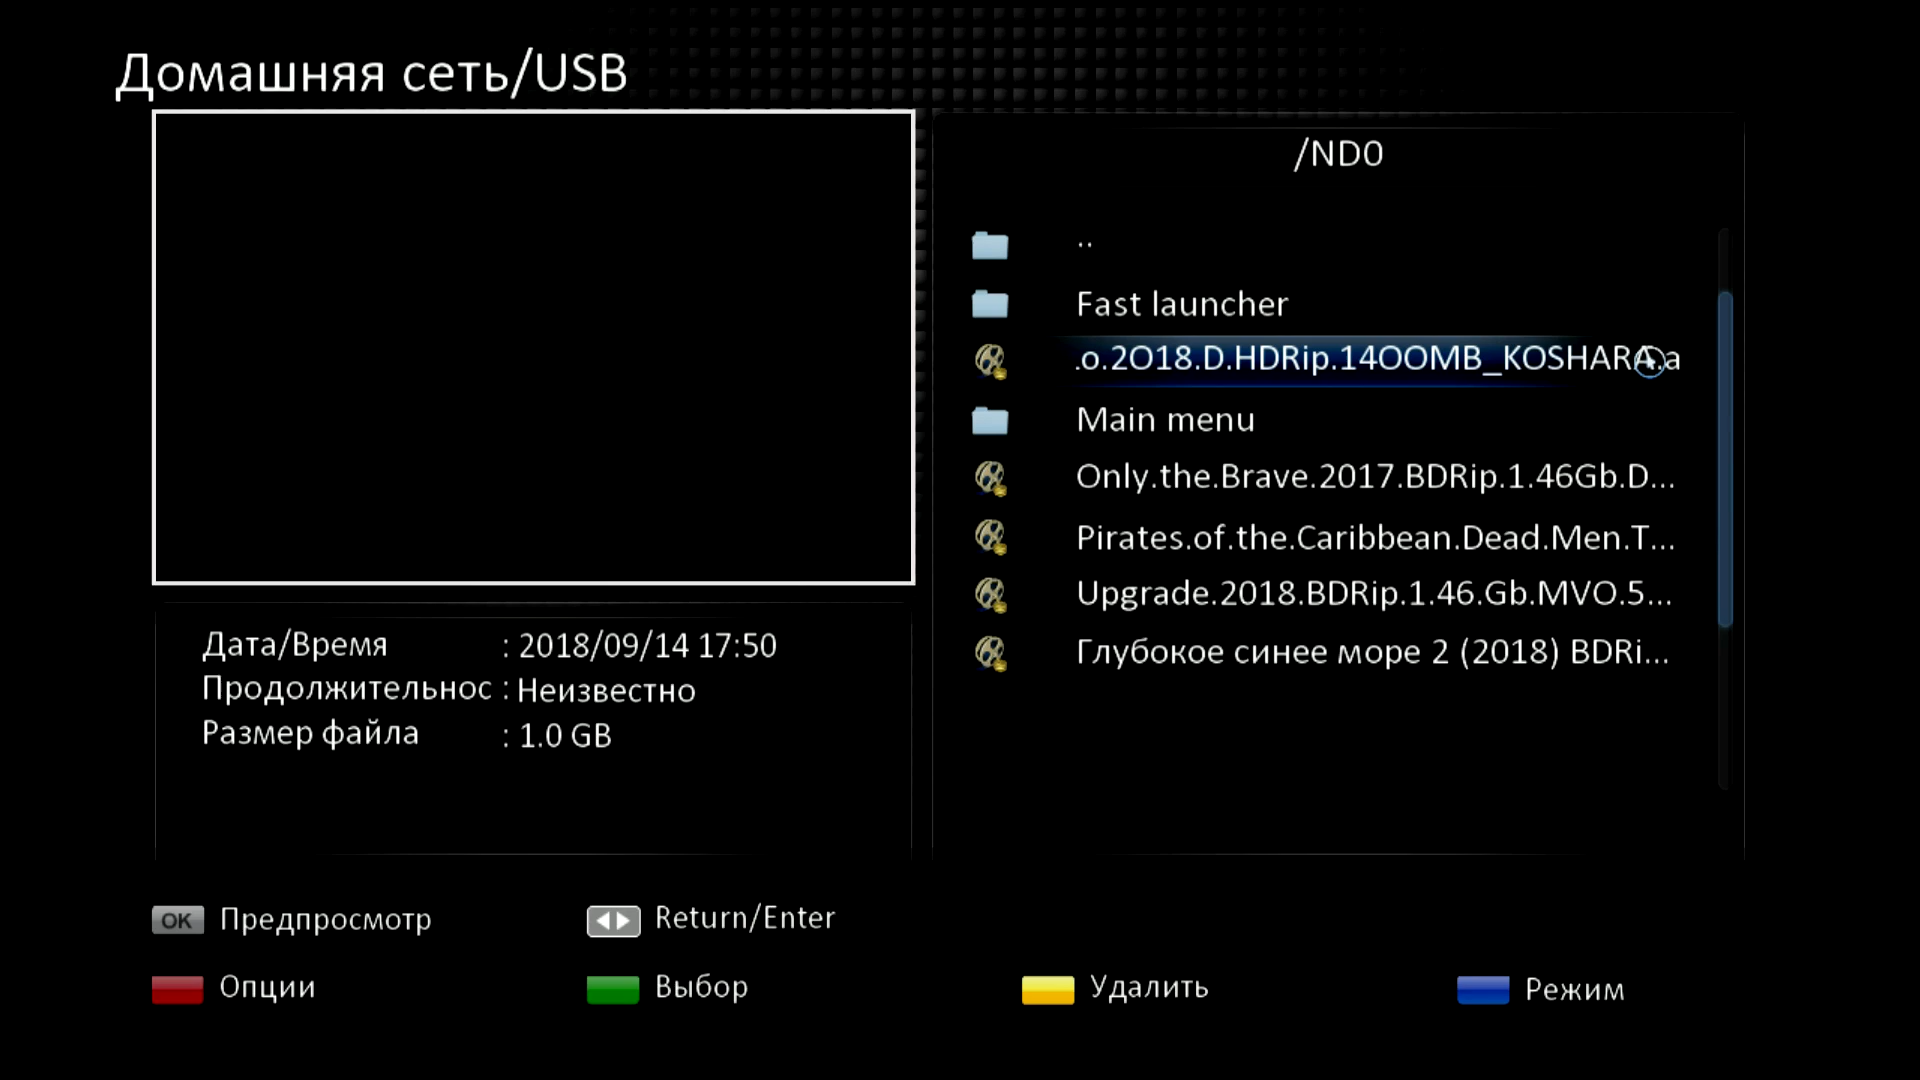 Домашняя сеть/USB
/ND0
..
Fast launcher
.o.2O18.D.HDRip.14OOMB_KOSHARA.a
Main menu
Only.the.Brave.2017.BDRip.1.46Gb.D...
Pirates.of.the.Caribbean.Dead.Men.T...
Upgrade.2018.BDRip.1.46.Gb.MVO.5...
Глубокое синее море 2 (2018) BDRi...
Дата/Время : 2018/09/14 17:50
Продолжительнос : Неизвестно
Размер файла : 1.0 GB
OK Предпросмотр Return/Enter
Опции Выбор Удалить Режим